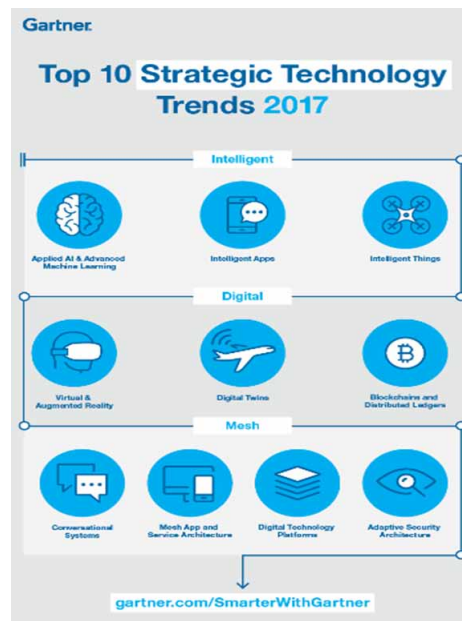 Gartner.
Top 10 Strategic Technology
Trends 2017
Intelligent
Applied AI & Advanced
Machine Learning
Intelligent Apps
Intelligent Things
Digital
Virtual &
Augmented Reality
Digital Twins
Blockchains and
Distributed Ledgers
Mesh
Conversational
Systems
Mesh App and
Service Architecture
Digital Technology
Platforms
Adaptive Security
Architecture
gartner.com/SmarterWithGartner